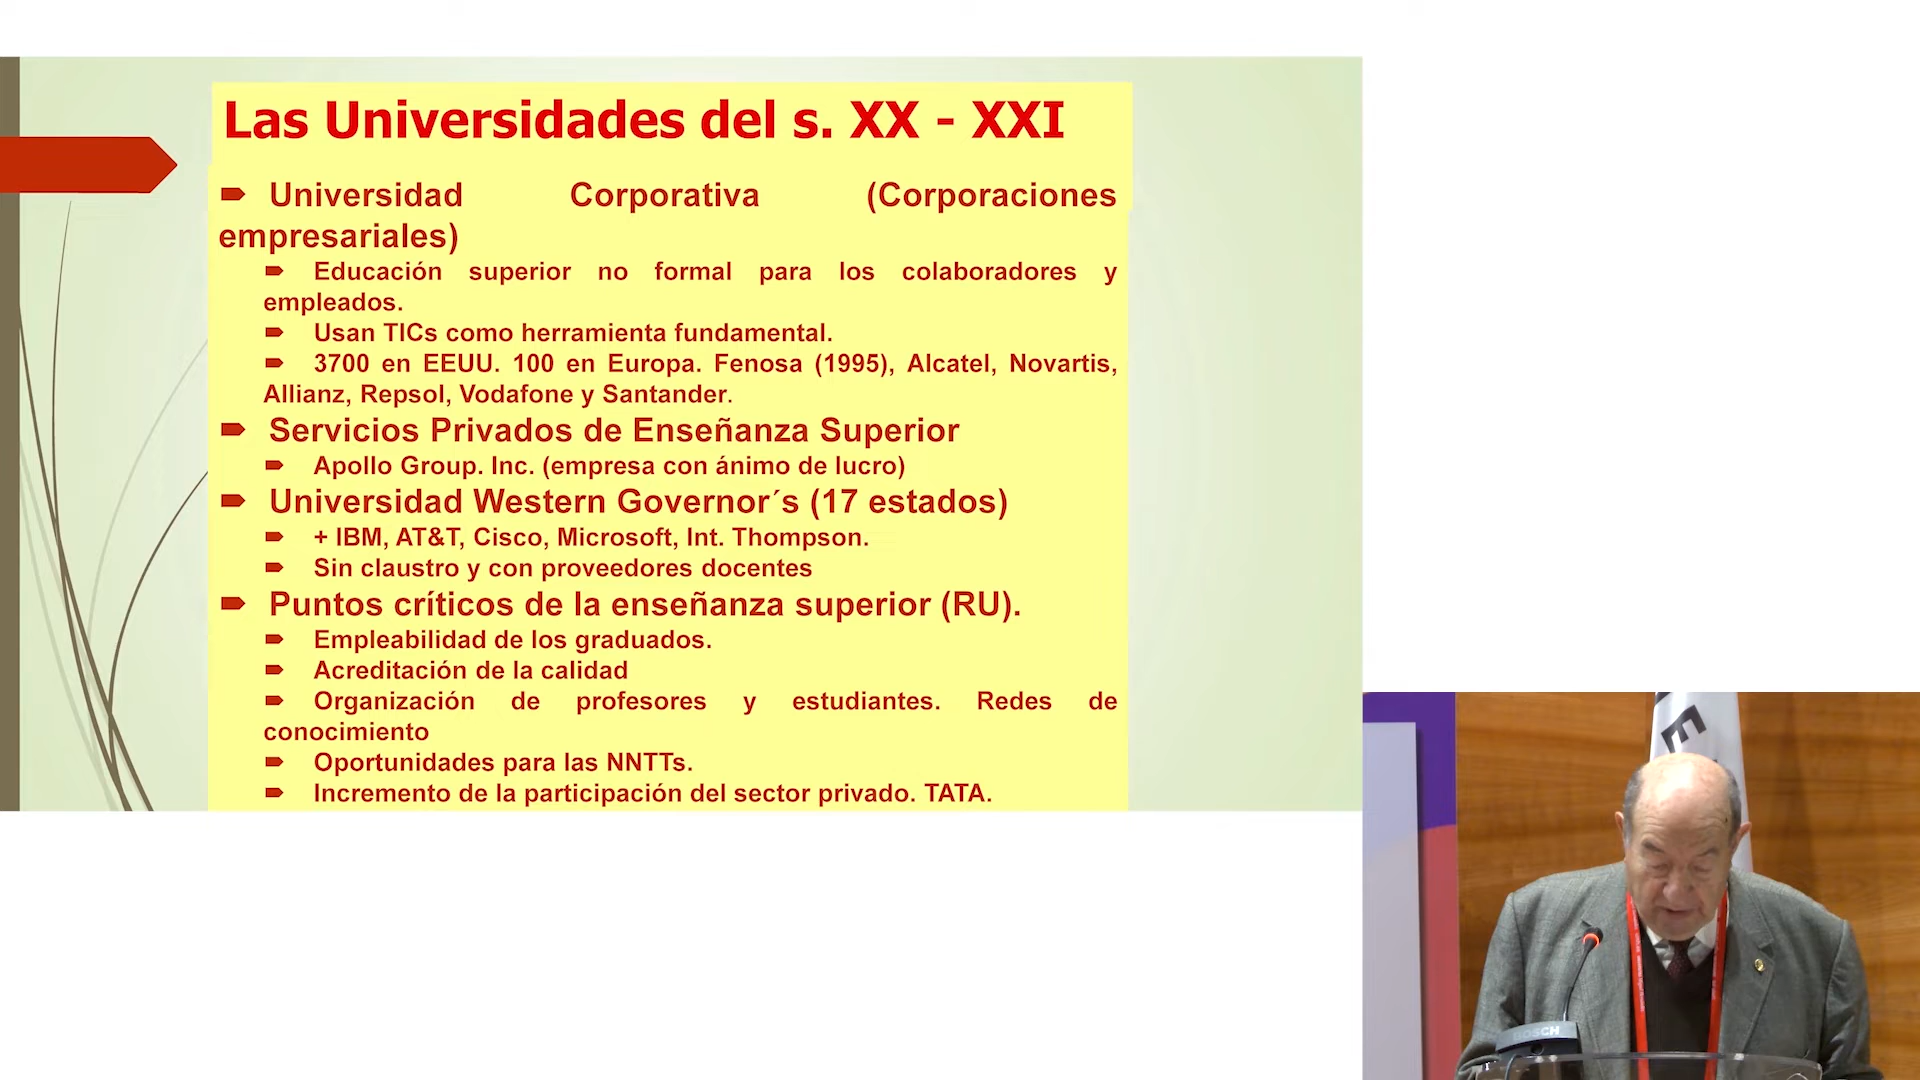 Las Universidades del s. XX - XXI
Universidad Corporativa (Corporaciones
empresariales)
Educación superior no formal para los colaboradores y
empleados.
Usan TICs como herramienta fundamental.
3700 en EEUU. 100 en Europa. Fenosa (1995), Alcatel, Novartis,
Allianz, Repsol, Vodafone y Santander.
Servicios Privados de Enseñanza Superior
Apollo Group. Inc. (empresa con ánimo de lucro)
Universidad Western Governor´s (17 estados)
+ IBM, AT&T, Cisco, Microsoft, Int. Thompson.
Sin claustro y con proveedores docentes
Puntos críticos de la enseñanza superior (RU).
Empleabilidad de los graduados.
Acreditación de la calidad
Organización de profesores y estudiantes. Redes de
conocimiento
Oportunidades para las NNTTs.
Incremento de la participación del sector privado. TATA.
E
BOSCH